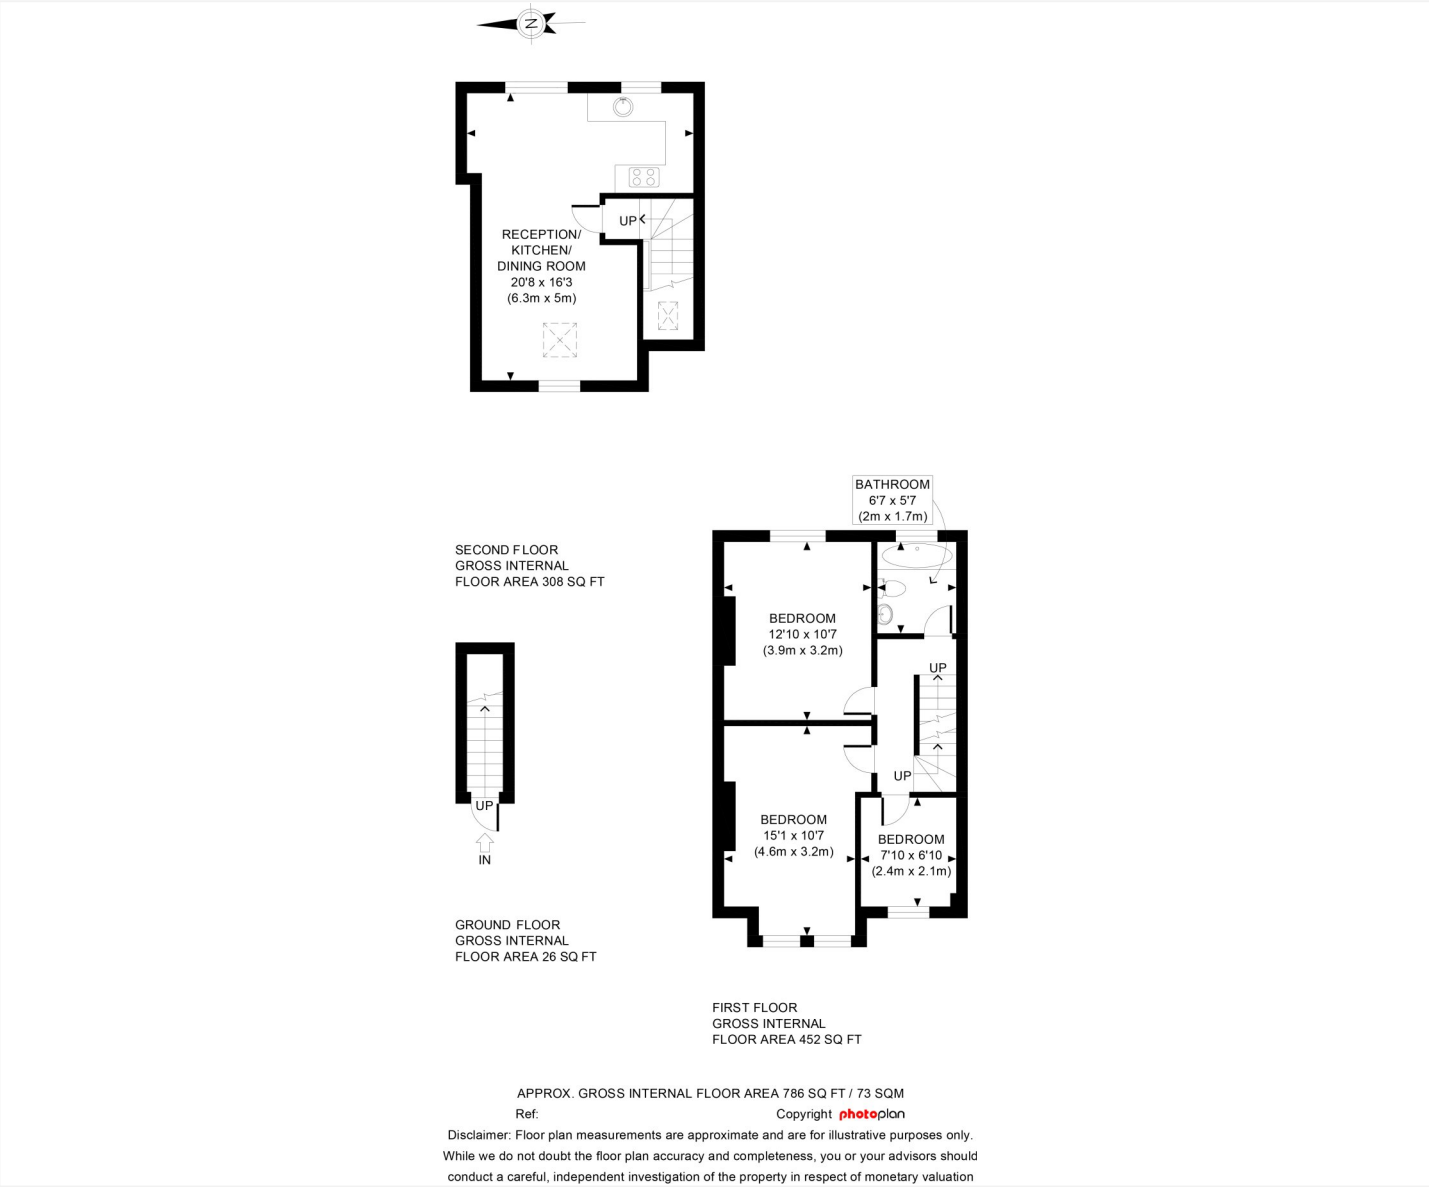 N
UP
RECEPTION/
KITCHEN/
DINING ROOM
20'8 x 16'3
(6.3m x 5m)
SECOND FLOOR
GROSS INTERNAL
FLOOR AREA 308 SQ FT
UP
IN
GROUND FLOOR
GROSS INTERNAL
FLOOR AREA 26 SQ FT
BATHROOM
6'7 x 5'7
(2m x 1.7m)
BEDROOM
12'10 x 10'7
(3.9m x 3.2m)
UP
UP
BEDROOM
15'1 x 10'7
(4.6m x 3.2m)
BEDROOM
7'10 x 6'10
(2.4m x 2.1m)
FIRST FLOOR
GROSS INTERNAL
FLOOR AREA 452 SQ FT
APPROX. GROSS INTERNAL FLOOR AREA 786 SQ FT / 73 SQM
Ref: Copyright photoplan
Disclaimer: Floor plan measurements are approximate and are for illustrative purposes only.
While we do not doubt the floor plan accuracy and completeness, you or your advisors should
conduct a careful, independent investigation of the property in respect of monetary valuation